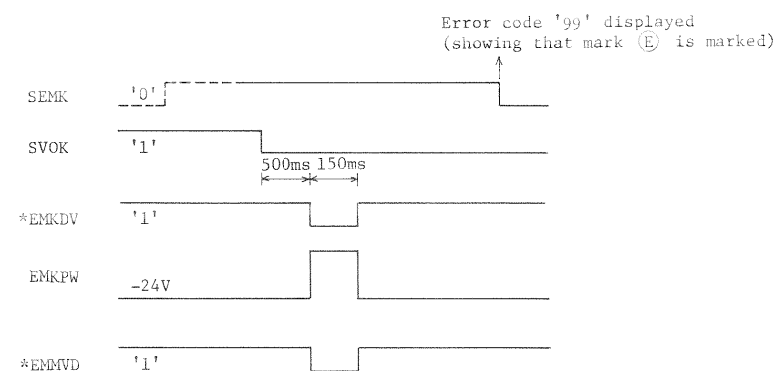 Error code '99' displayed
(showing that mark Ⓔ is marked)
SEMK '0'
SVOK '1'
500ms 150ms
*EMKDV '1'
EMKPW
-24V
*EMMVD '1'